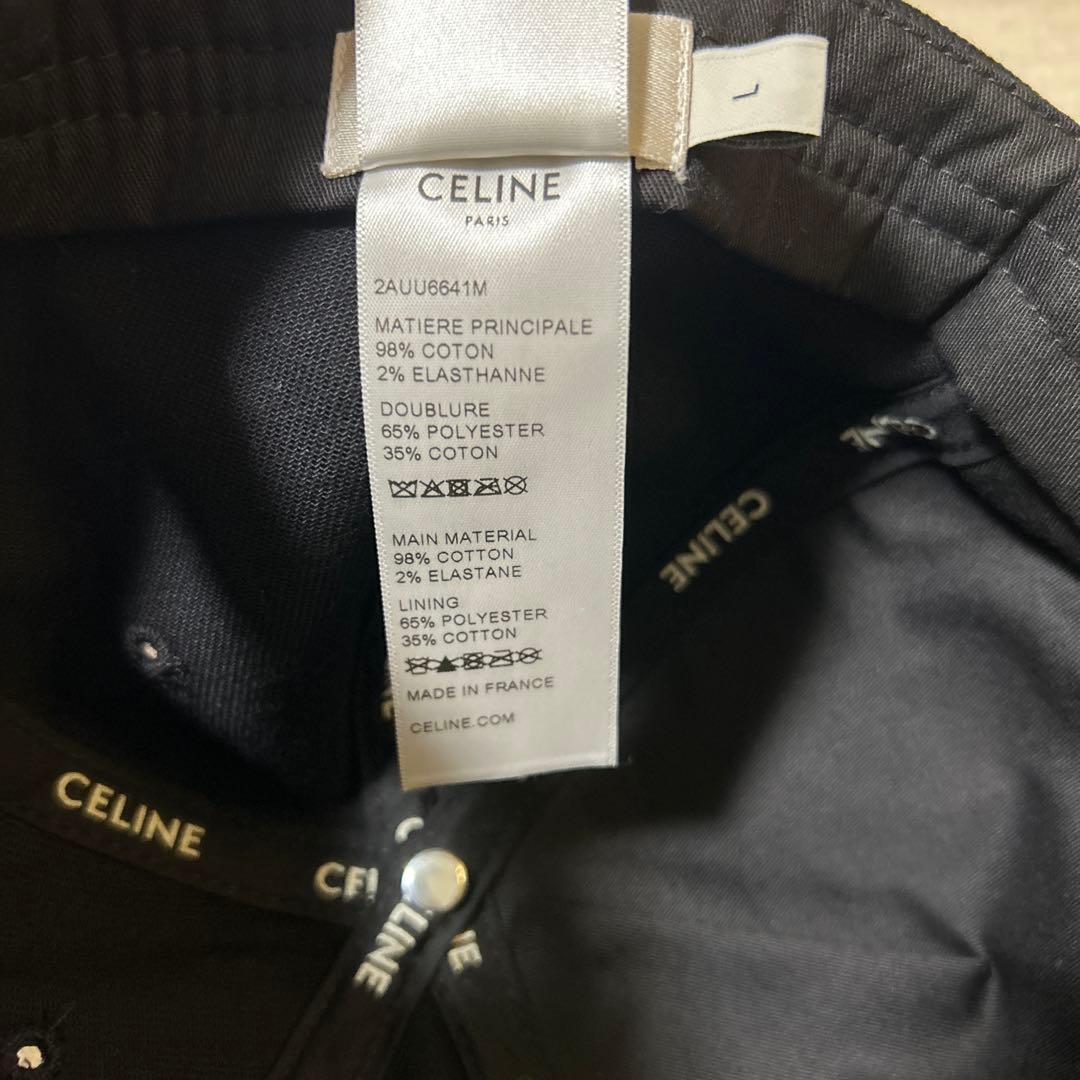 L
CELINE
PARIS
2AUU6641M
MATIERE PRINCIPALE
98% COTON
2% ELASTHANNE
DOUBLURE
65% POLYESTER
35% COTON
MAIN MATERIAL
98% COTTON
2% ELASTANE
LINING
65% POLYESTER
35% COTTON
MADE IN FRANCE
CELINE.COM
CELINE
CELINE
CELINE
CELINE